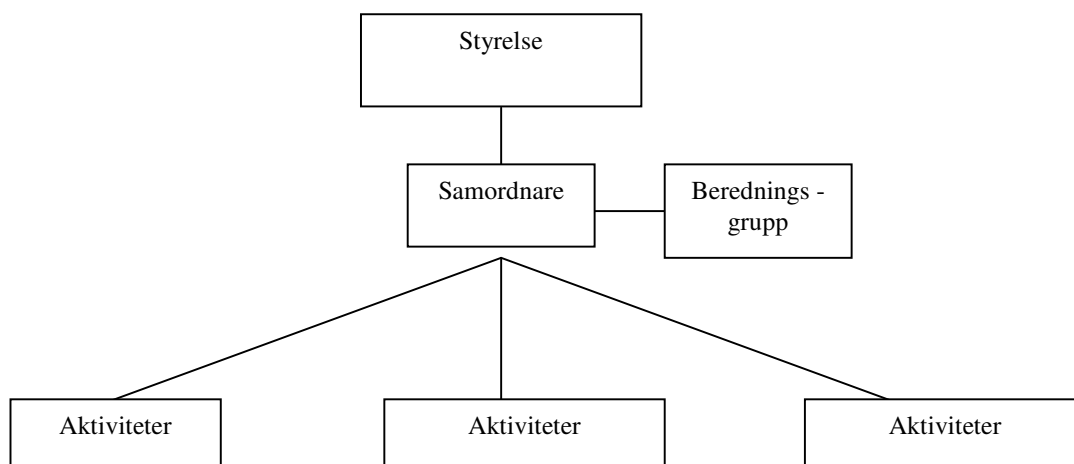 Styrelse
Samordnare
Berednings -
grupp
Aktiviteter
Aktiviteter
Aktiviteter